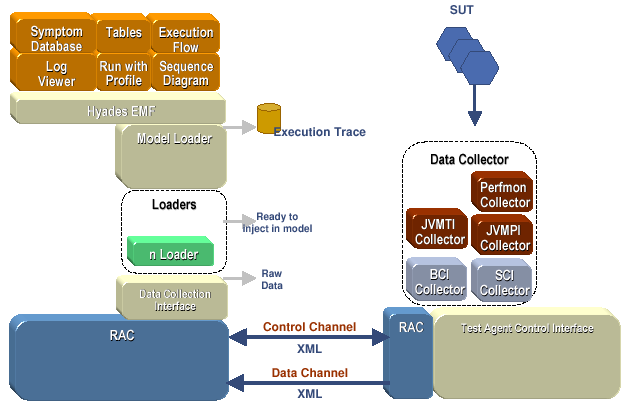 SUT
Symptom
Database
Tables
Execution
Flow
Log
Viewer
Run with
Profile
Sequence
Diagram
Hyades EMF
Model Loader
Execution Trace
Data Collector
Perfmon
Collector
JVMTI
Collector
JVMPI
Collector
BCI
Collector
SCI
Collector
Loaders
Ready to
Inject in model
n Loader
Raw
Data
Data Collection
Interface
RAC
Control Channel
XML
Data Channel
XML
RAC
Test Agent Control Interface